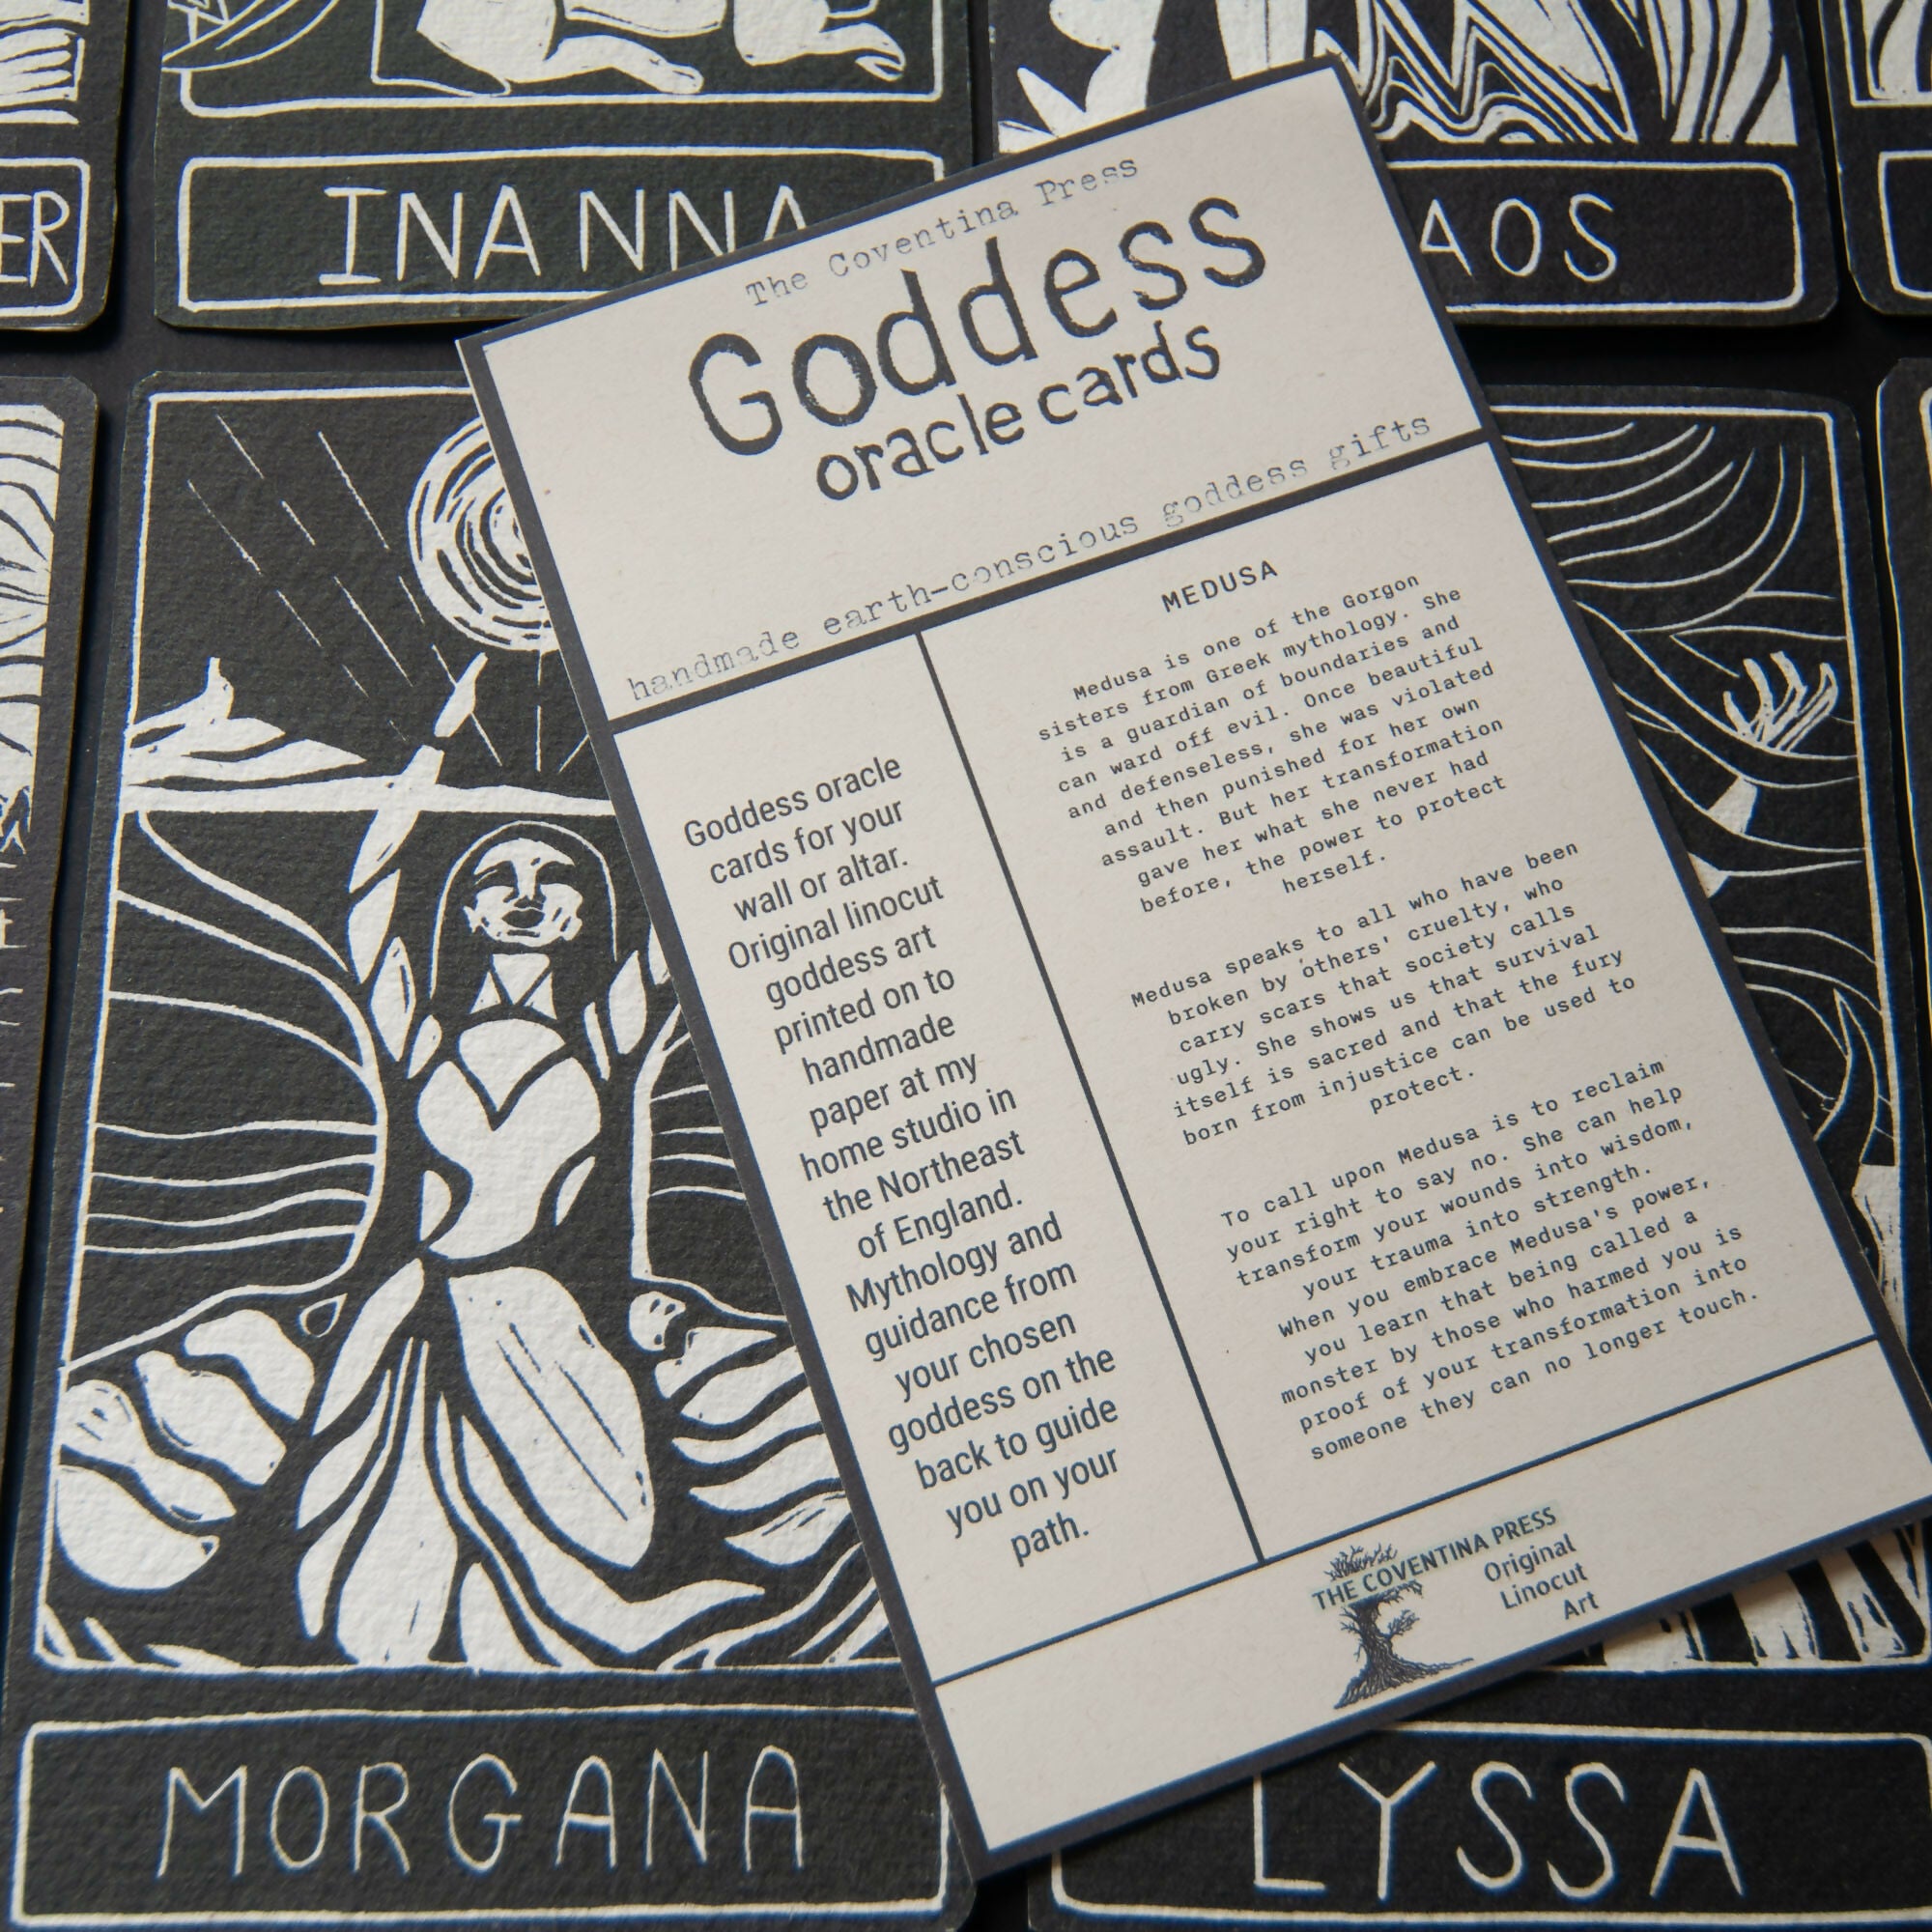 ER
INANNA
AOS
The Coventina Press
Goddess
oracle cards
handmade earth-conscious goddess gifts
Goddess oracle
cards for your
wall or altar.
Original linocut
goddess art
printed on to
handmade
paper at my
home studio in
the Northeast
of England.
Mythology and
guidance from
your chosen
goddess on the
back to guide
you on your
path.
MEDUSA
Medusa is one of the Gorgon
sisters from Greek mythology. She
is a guardian of boundaries and
can ward off evil. Once beautiful
and defenseless, she was violated
and then punished for her own
assault. But her transformation
gave her what she never had
before, the power to protect
herself.
Medusa speaks to all who have been
broken by others' cruelty, who
carry scars that society calls
ugly. She shows us that survival
itself is sacred and that the fury
born from injustice can be used to
protect.
To call upon Medusa is to reclaim
your right to say no. She can help
transform your wounds into wisdom,
your trauma into strength.
When you embrace Medusa's power,
you learn that being called a
monster by those who harmed you is
proof of your transformation into
someone they can no longer touch.
THE COVENTINA PRESS
Original
Linocut
Art
MORGANA
LYSSA